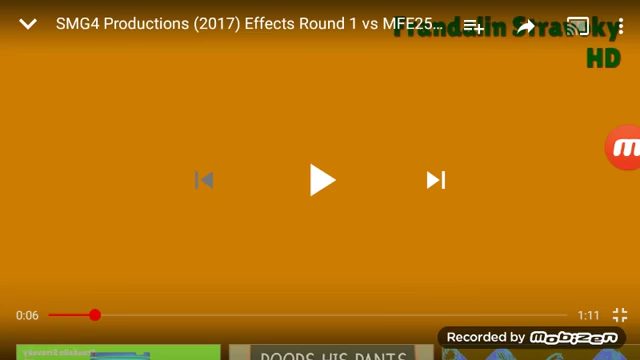 SMG4 Productions (2017) Effects Round 1 vs MFE25...
HD
m
0:06
1:11
Recorded by mobizen
POOPS HIS PANTS